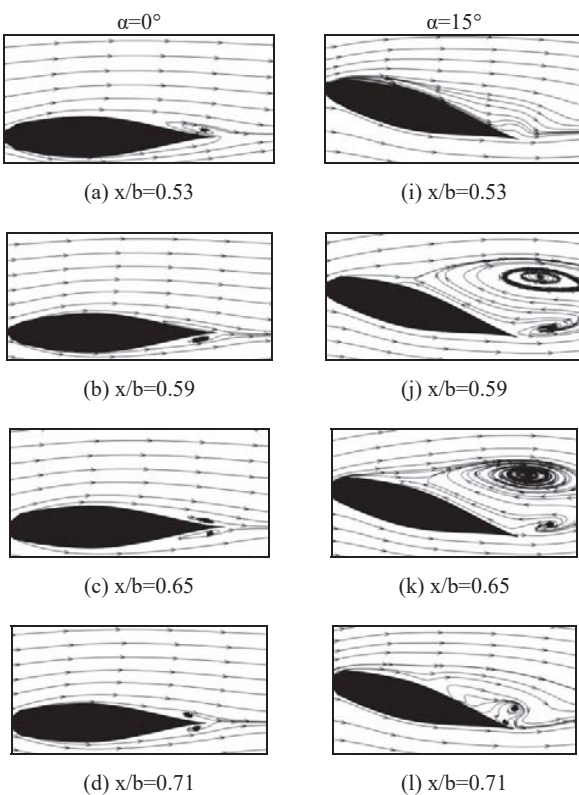 α=0° α=15°
(a) x/b=0.53 (i) x/b=0.53
(b) x/b=0.59 (j) x/b=0.59
(c) x/b=0.65 (k) x/b=0.65
(d) x/b=0.71 (l) x/b=0.71